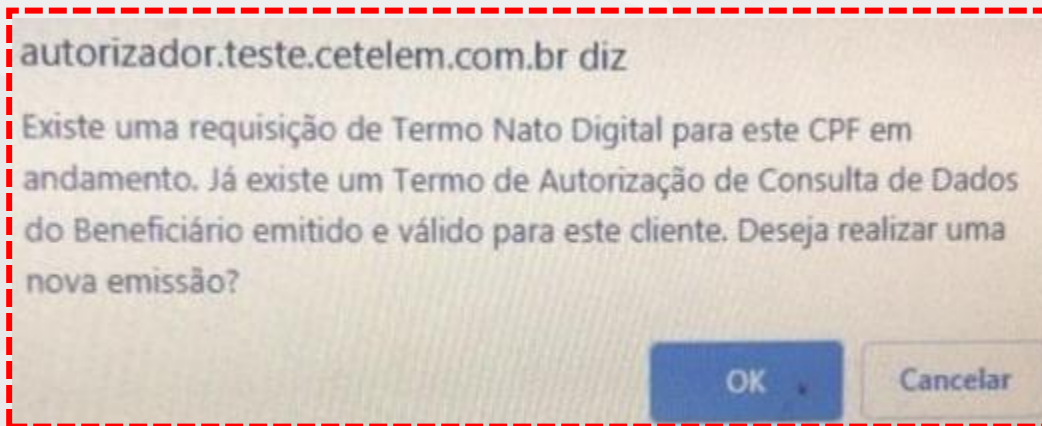 autorizador.teste.cetelem.com.br diz
Existe uma requisição de Termo Nato Digital para este CPF em
andamento. Já existe um Termo de Autorização de Consulta de Dados
do Beneficiário emitido e válido para este cliente. Deseja realizar uma
nova emissão?
OK
Cancelar